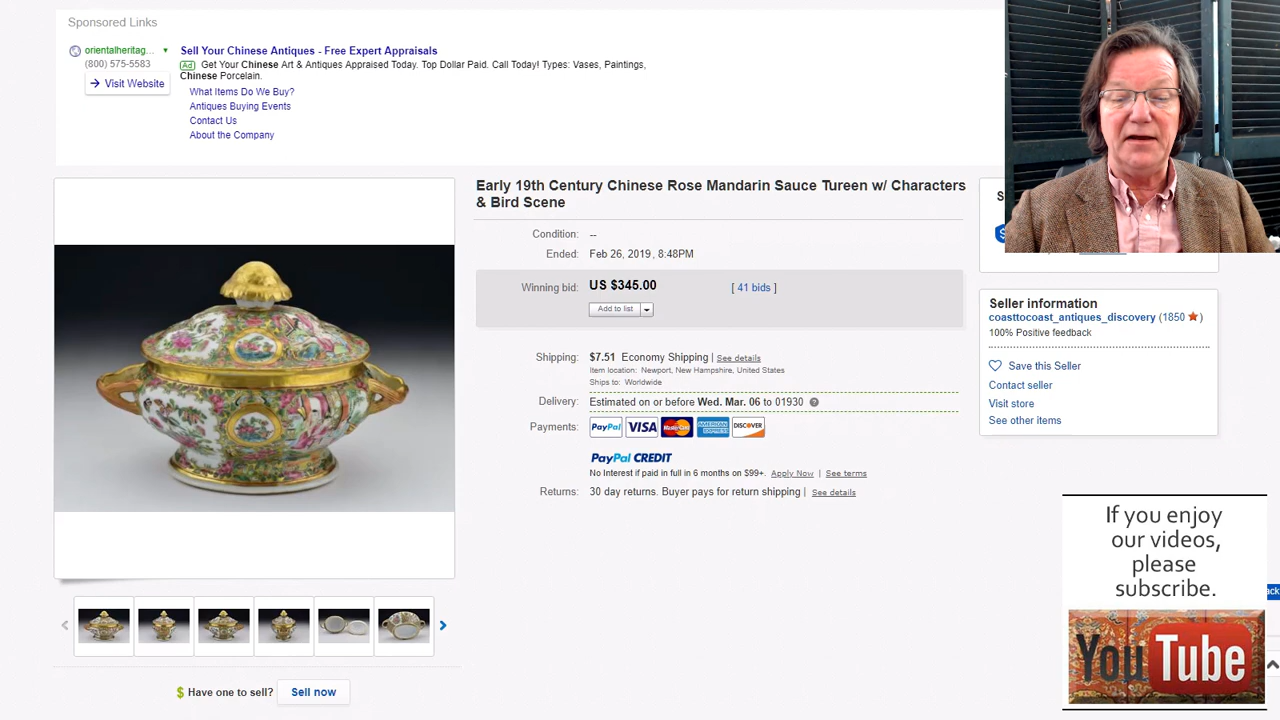 Sponsored Links
orientalheritag...
(800) 575-5583
Visit Website
Sell Your Chinese Antiques - Free Expert Appraisals
Ad Get Your Chinese Art & Antiques Appraised Today. Top Dollar Paid. Call Today! Types: Vases, Paintings,
Chinese Porcelain.
What Items Do We Buy?
Antiques Buying Events
Contact Us
About the Company
Early 19th Century Chinese Rose Mandarin Sauce Tureen w/ Characters
& Bird Scene
Condition: --
Ended: Feb 26, 2019, 8:48PM
Winning bid: US $345.00 [ 41 bids ]
Add to list
Shipping: $7.51 Economy Shipping | See details
Item location: Newport, New Hampshire, United States
Ships to: Worldwide
Delivery: Estimated on or before Wed. Mar. 06 to 01930
Payments: PayPal VISA MasterCard AMERICAN EXPRESS DISCOVER
PayPal CREDIT
No Interest if paid in full in 6 months on $99+. Apply Now | See terms
Returns: 30 day returns. Buyer pays for return shipping | See details
Seller information
coasttocoast_antiques_discovery (1850 )
100% Positive feedback
Save this Seller
Contact seller
Visit store
See other items
If you enjoy
our videos,
please
subscribe.
YouTube
Have one to sell? Sell now